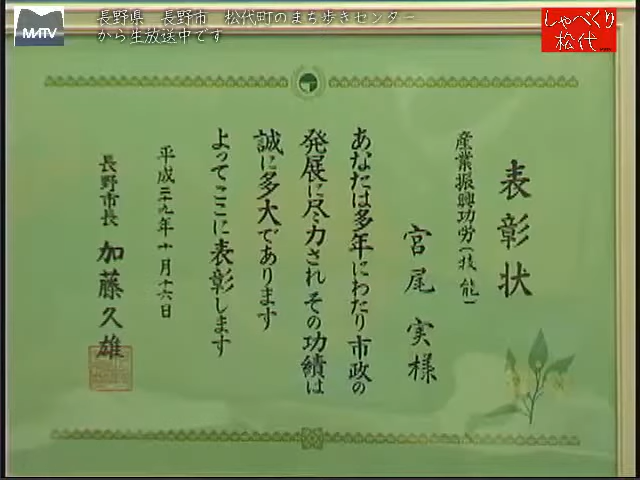 MATV
長野県 長野市 松代町のまち歩きセンター
から生放送中です
しゃべくり
松代
表彰状
産業振興功労(技能)
宮尾実様
あなたは多年にわたり市政の
発展に尽力されその功績は
誠に多大であります
よってここに表彰します
平成二十九年十一月十六日
長野市長 加藤久雄